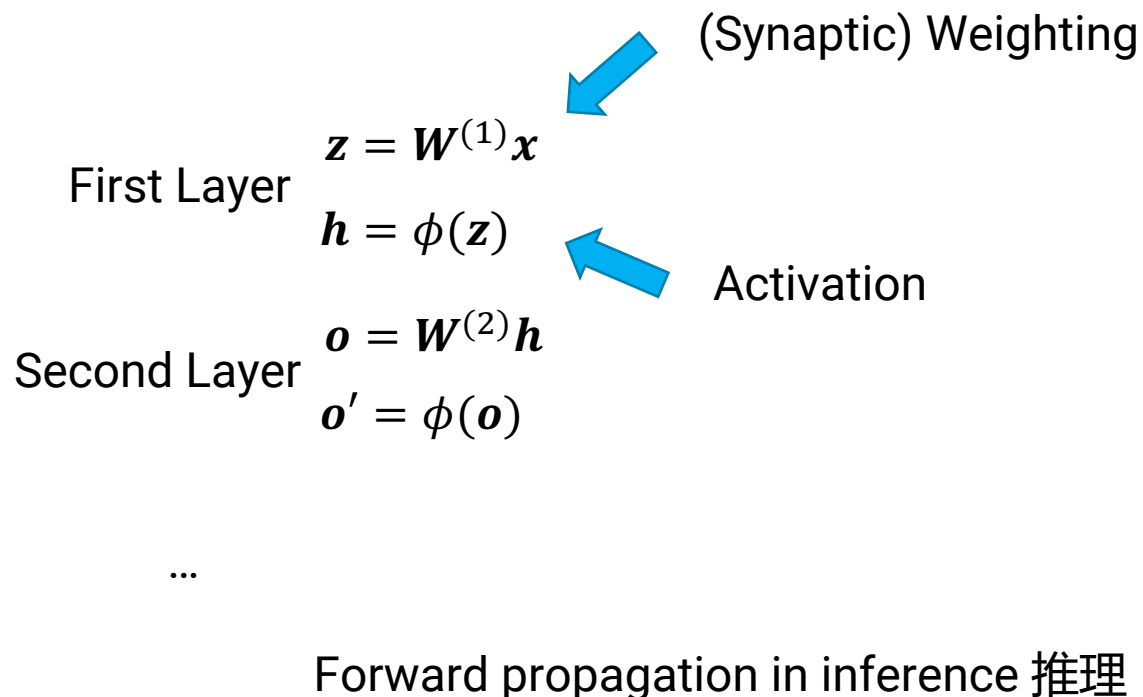 (Synaptic) Weighting
First Layer
𝒛 = 𝑾⁽¹⁾𝒙
𝒉 = 𝜙(𝒛)
Activation
Second Layer
𝒐 = 𝑾⁽²⁾𝒉
𝒐′ = 𝜙(𝒐)
...
Forward propagation in inference 推理